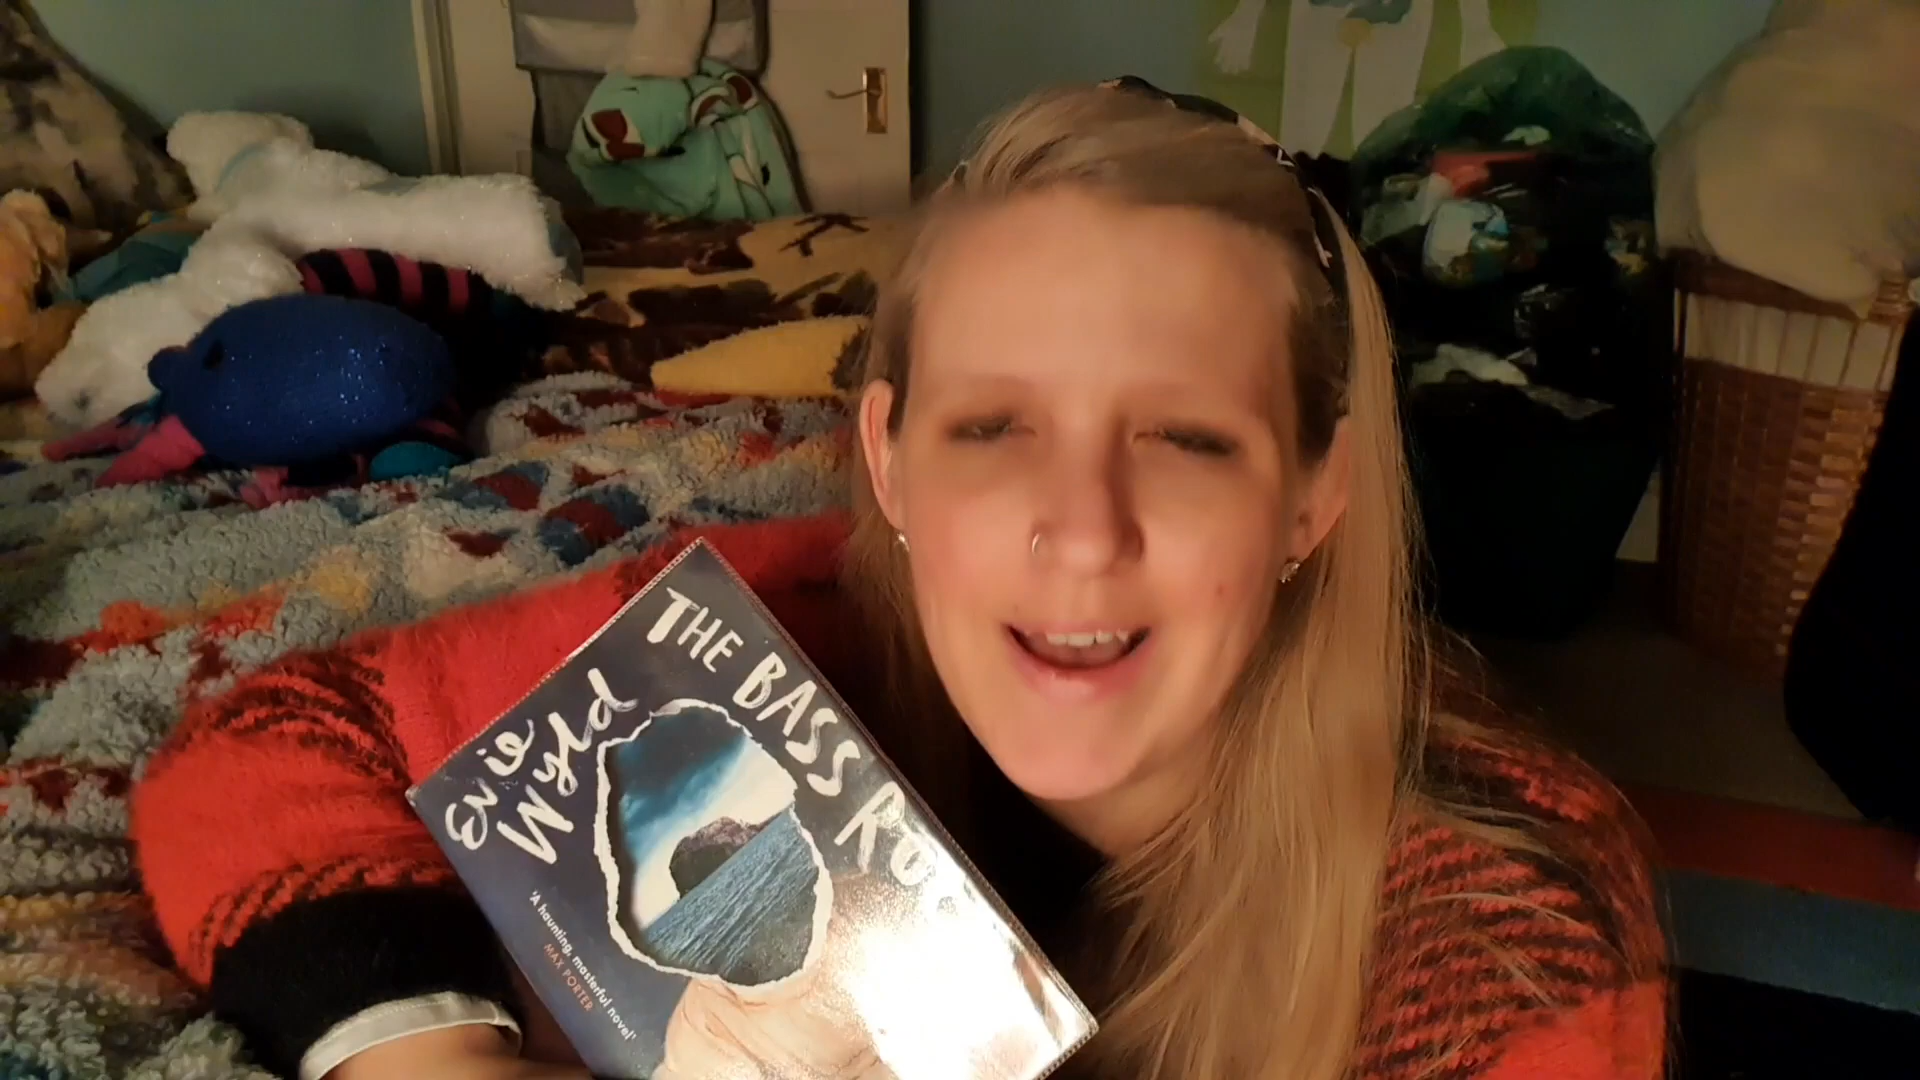 THE BASS RO
Evie
Wyld
'A haunting, masterful novel'
MAX PORTER